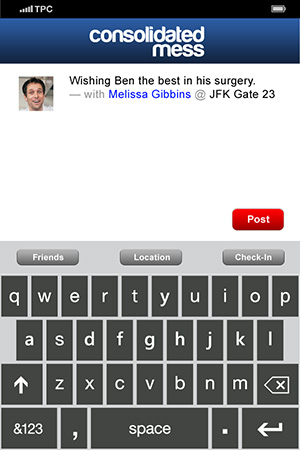 TPC
consolidated
mess
Wishing Ben the best in his surgery.
— with Melissa Gibbins @ JFK Gate 23
Post
Friends Location Check-In
q w e r t y u i o p
a s d f g h j k l
z x c v b n m
&123 , space .